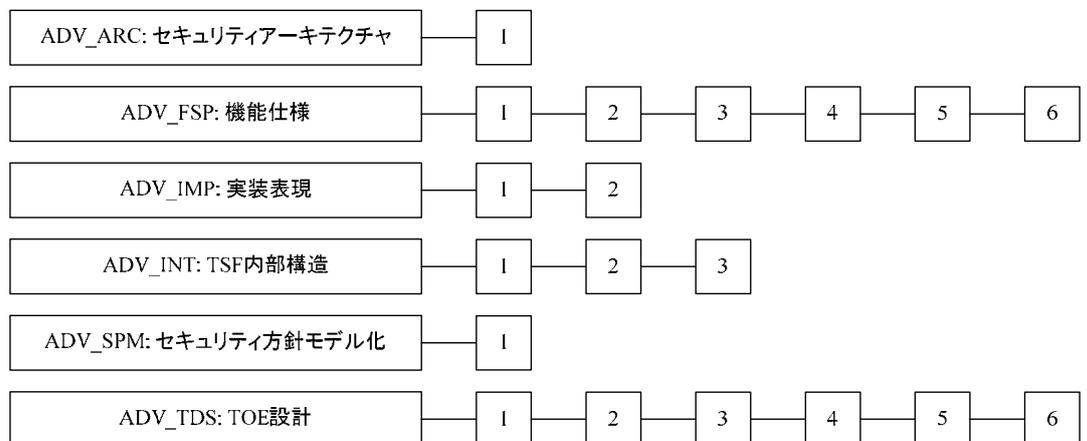 ADV_ARC: セキュリティアーキテクチャ 1
ADV_FSP: 機能仕様 1 2 3 4 5 6
ADV_IMP: 実装表現 1 2
ADV_INT: TSF内部構造 1 2 3
ADV_SPM: セキュリティ方針モデル化 1
ADV_TDS: TOE設計 1 2 3 4 5 6